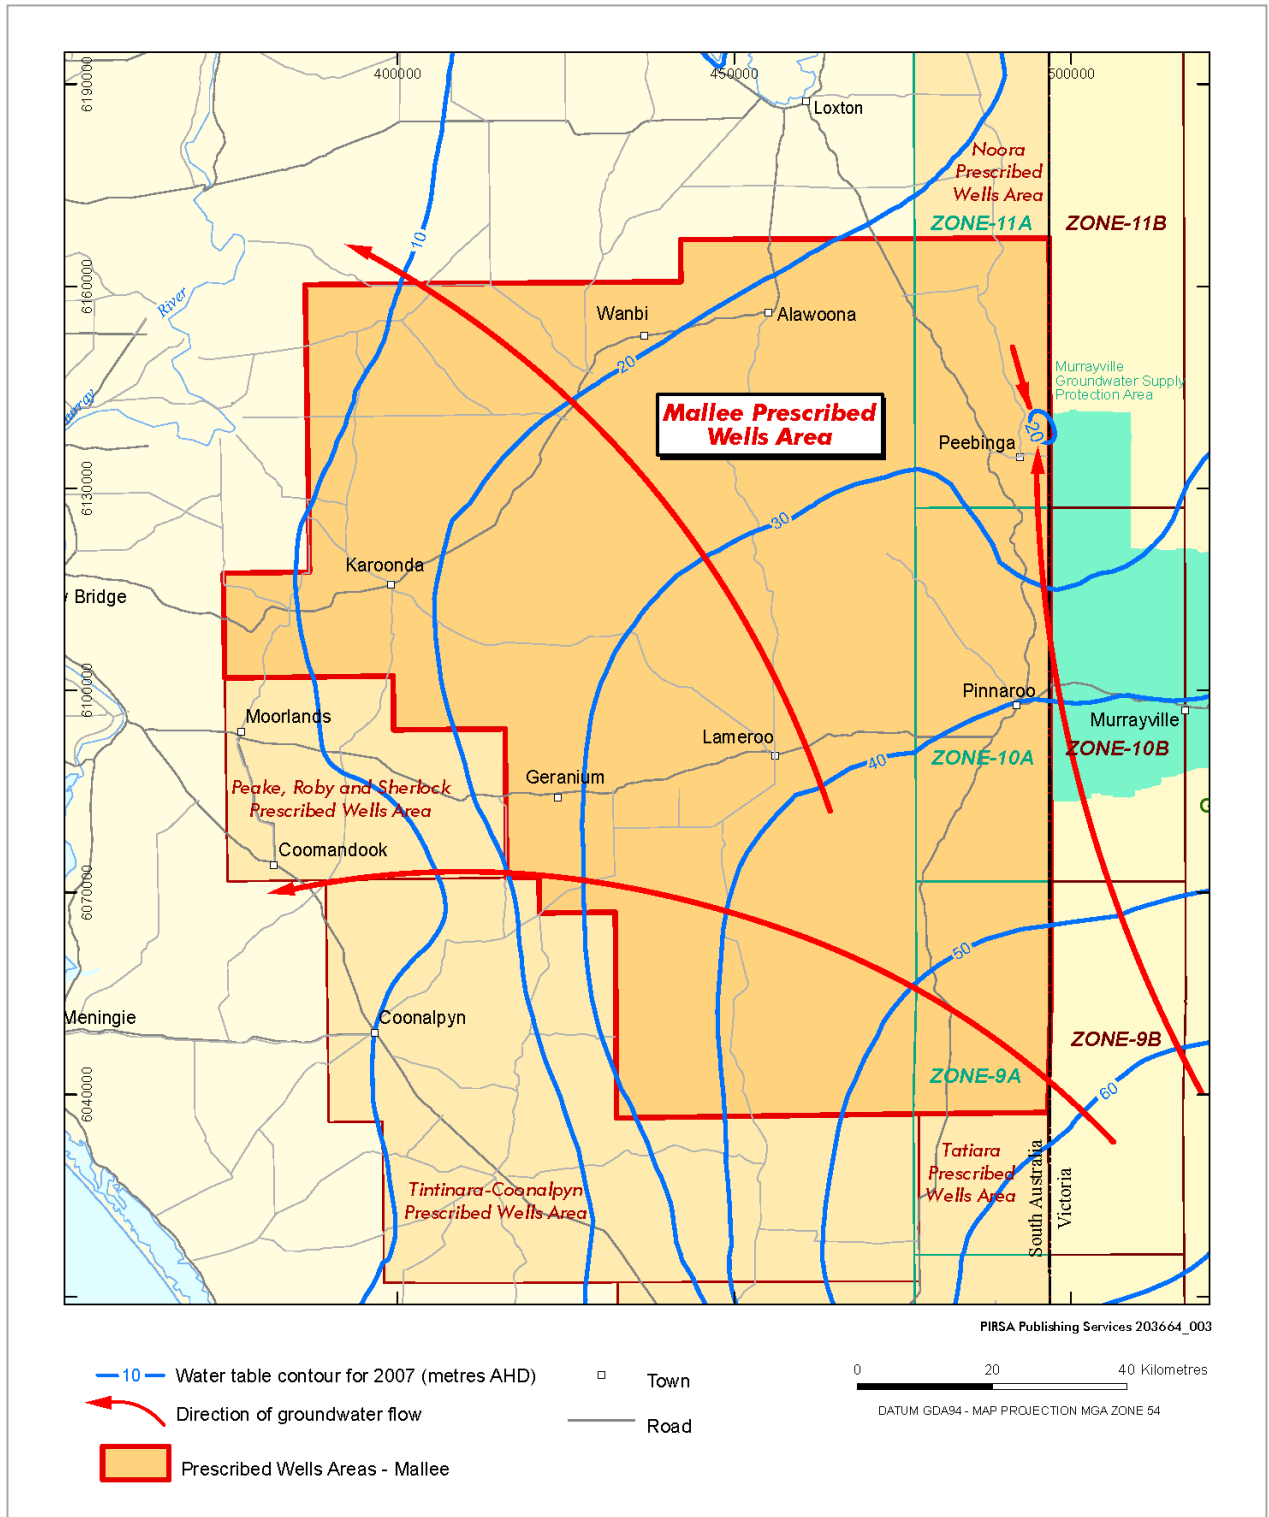 400000
450000
500000
6190000
6160000
6130000
6100000
6070000
6040000
Loxton
Noora
Prescribed
Wells Area
ZONE-11A
ZONE-11B
10
River
Wanbi
Alawoona
20
Murrayville
Groundwater Supply
Protection Area
Mallee Prescribed
Wells Area
20
Peebinga
30
Karoonda
Bridge
Pinnaroo
Moorlands
Murrayville
Lameroo
ZONE-10A
ZONE-10B
40
Geranium
Peake, Roby and Sherlock
Prescribed Wells Area
G
Coomandook
50
Meningie
Coonalpyn
ZONE-9B
ZONE-9A
60
Tatiara
Prescribed
Wells Area
South Australia
Victoria
Tintinara-Coonalpyn
Prescribed Wells Area
PIRSA Publishing Services 203664_003
10 Water table contour for 2007 (metres AHD)
Direction of groundwater flow
Prescribed Wells Areas - Mallee
Town
Road
0 20 40 Kilometres
DATUM GDA94 - MAP PROJECTION MGA ZONE 54